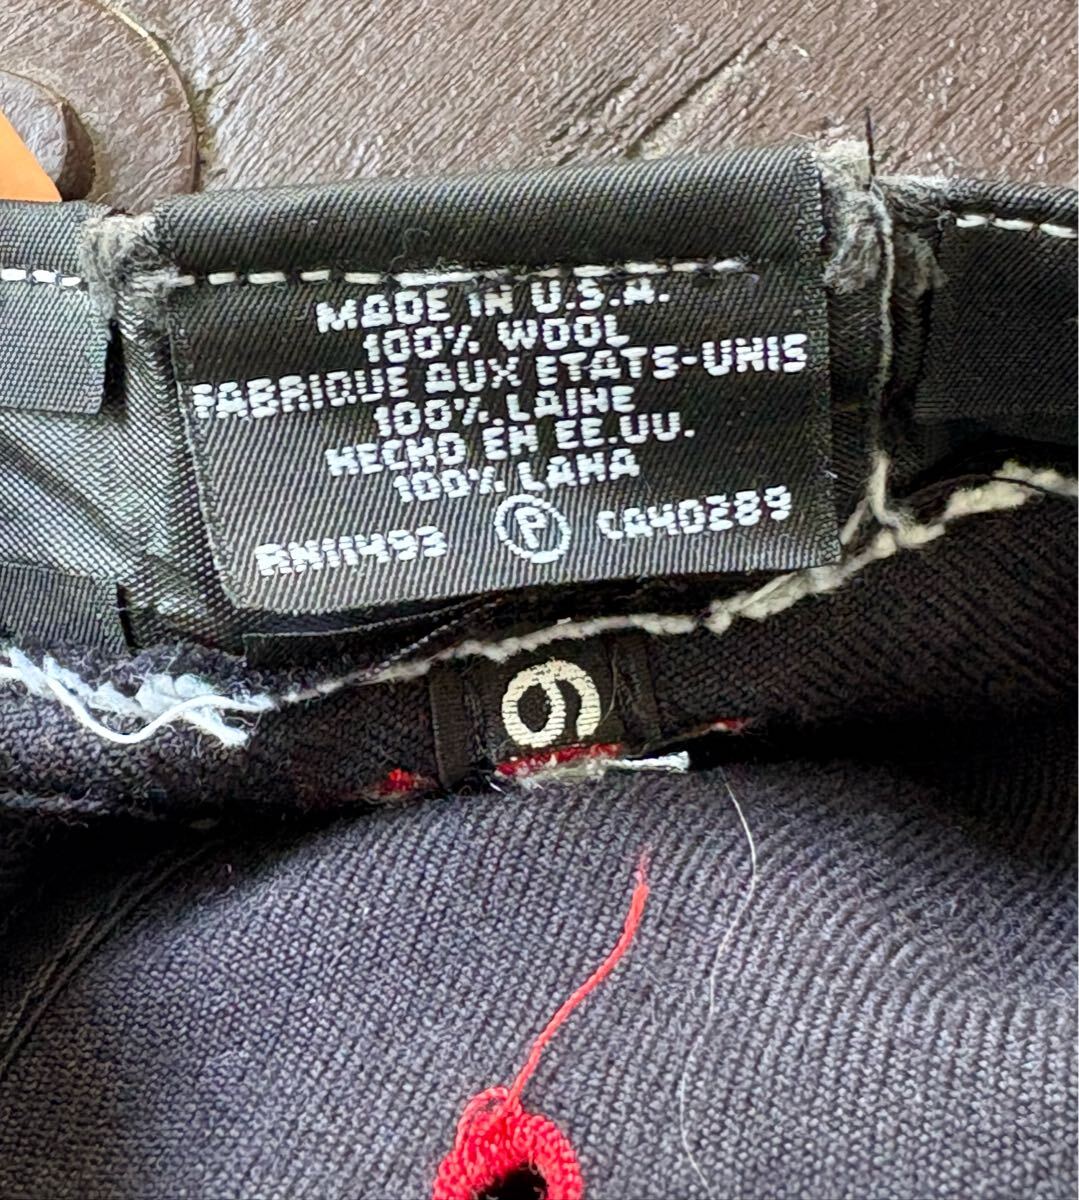 MADE IN U.S.A.
100% WOOL
FABRIQUE AUX ETATS-UNIS
100% LAINE
HECHO EN EE.UU.
100% LANA
RN11493 P CA40289
6